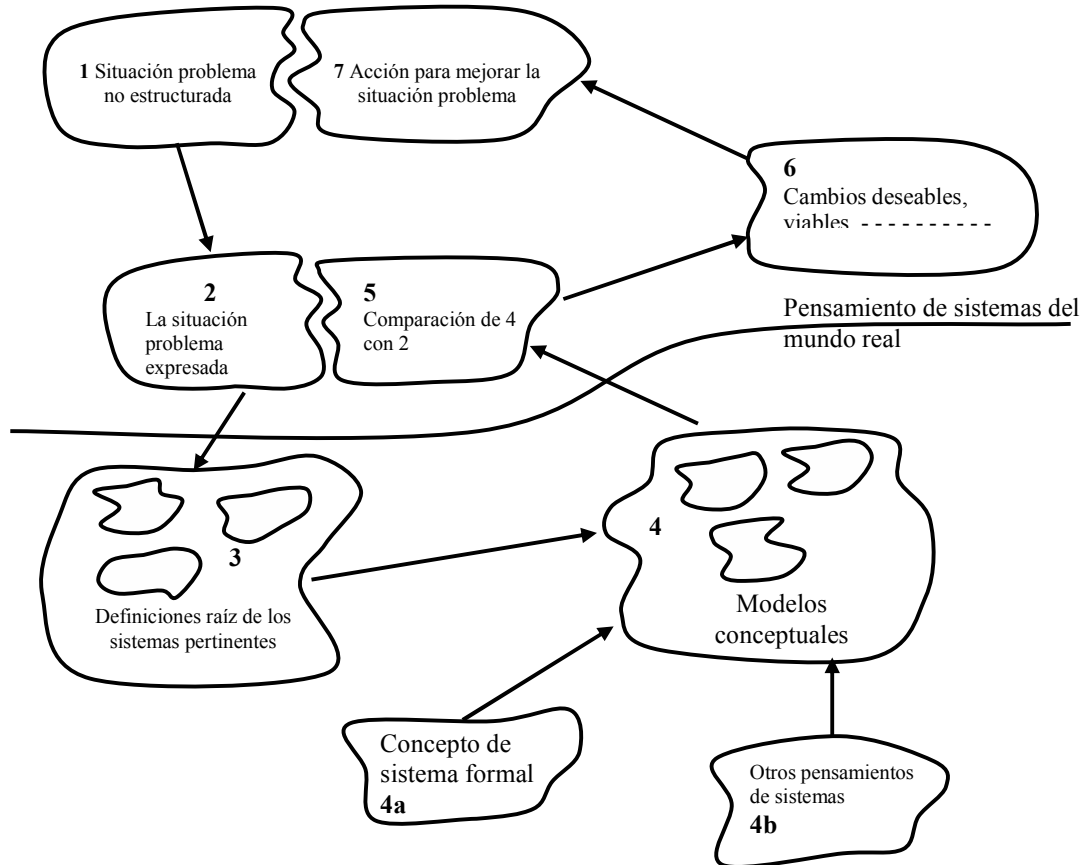 1 Situación problema
no estructurada
7 Acción para mejorar la
situación problema
6
Cambios deseables,
viables - - - - - - - - - -
2
La situación
problema
expresada
5
Comparación de 4
con 2
Pensamiento de sistemas del
mundo real
3
Definiciones raíz de los
sistemas pertinentes
4
Modelos
conceptuales
Concepto de
sistema formal
4a
Otros pensamientos
de sistemas
4b